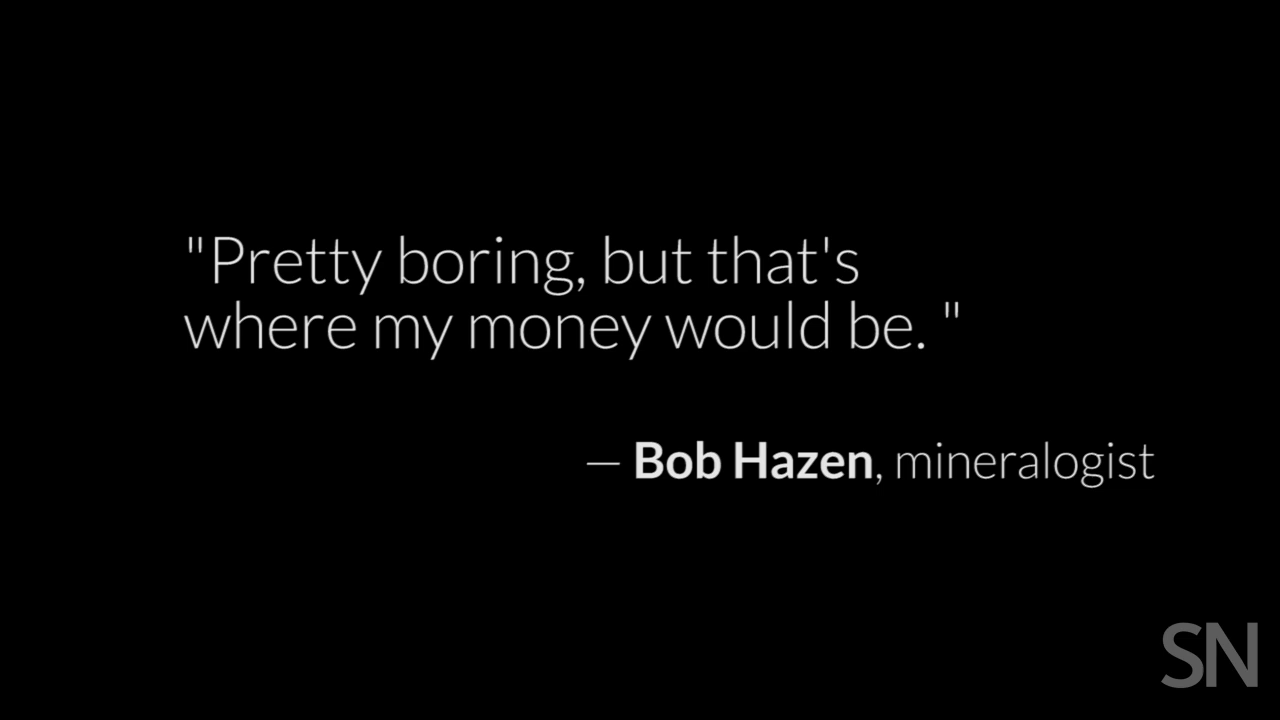 "Pretty boring, but that's
where my money would be. "
– Bob Hazen, mineralogist
SN